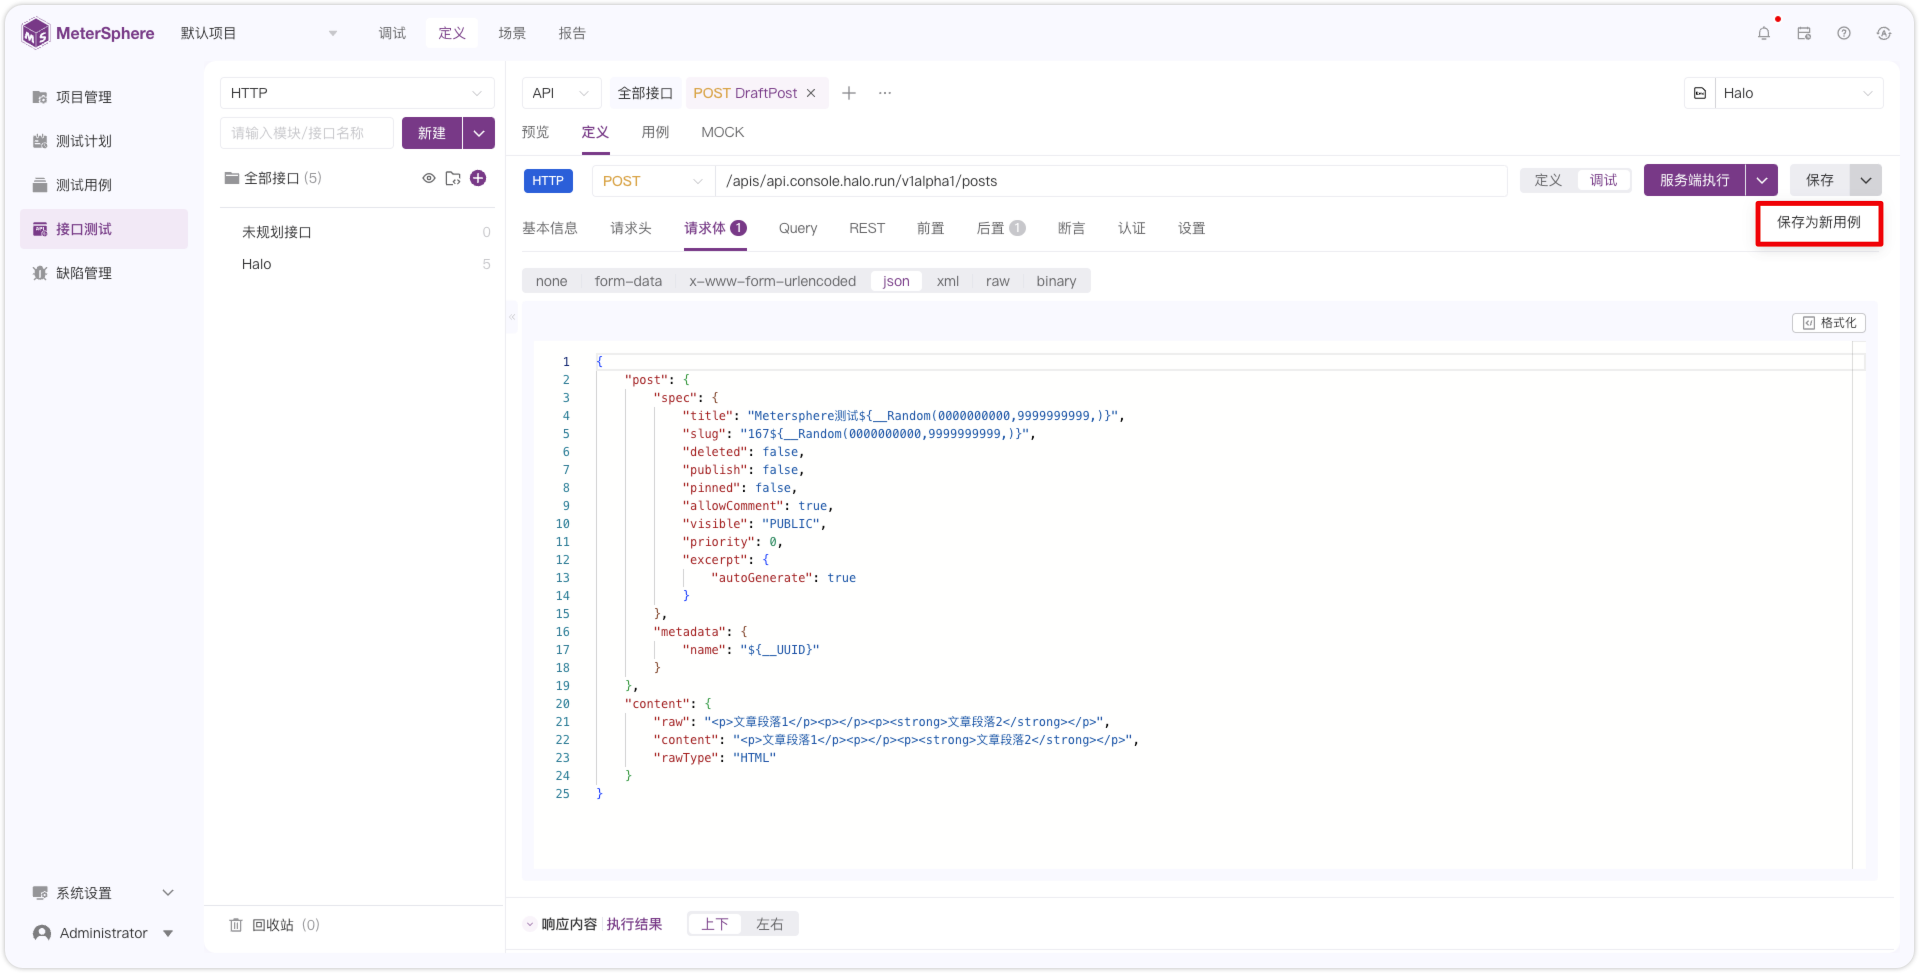 MeterSphere 默认项目 调试 定义 场景 报告
项目管理
测试计划
测试用例
接口测试
缺陷管理
系统设置
Administrator
HTTP
请输入模块/接口名称 新建
全部接口 (5)
未规划接口 0
Halo 5
回收站 (0)
API 全部接口 POST DraftPost Halo
预览 定义 用例 MOCK
HTTP POST /apis/api.console.halo.run/v1alpha1/posts 定义 调试 服务端执行 保存
保存为新用例
基本信息 请求头 请求体 1 Query REST 前置 后置 1 断言 认证 设置
none form-data x-www-form-urlencoded json xml raw binary
格式化
1 {
2 "post": {
3 "spec": {
4 "title": "Metersphere测试${__Random(0000000000,9999999999,)}",
5 "slug": "167${__Random(0000000000,9999999999,)}",
6 "deleted": false,
7 "publish": false,
8 "pinned": false,
9 "allowComment": true,
10 "visible": "PUBLIC",
11 "priority": 0,
12 "excerpt": {
13 "autoGenerate": true
14 }
15 },
16 "metadata": {
17 "name": "${__UUID}"
18 }
19 },
20 "content": {
21 "raw": "<p>文章段落1</p><p></p><p><strong>文章段落2</strong></p>",
22 "content": "<p>文章段落1</p><p></p><p><strong>文章段落2</strong></p>",
23 "rawType": "HTML"
24 }
25 }
响应内容 执行结果 上下 左右